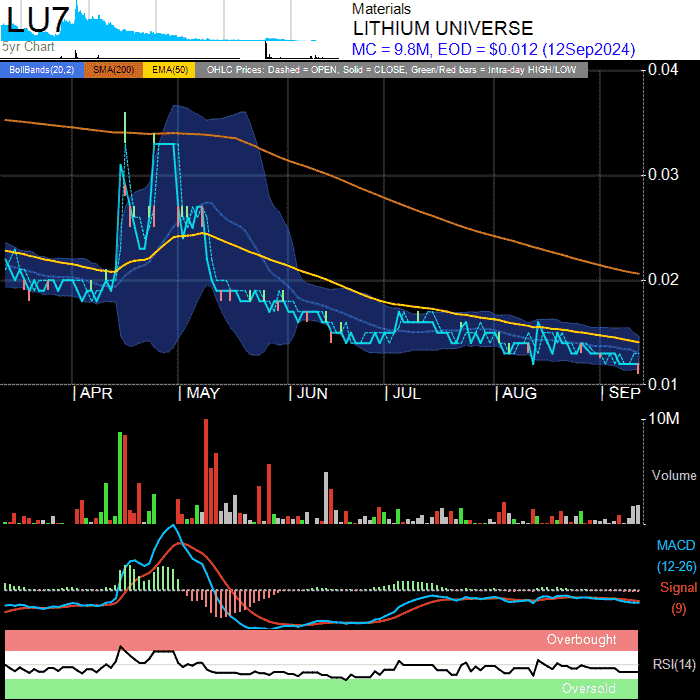 LU7
5yr Chart
Materials
LITHIUM UNIVERSE
MC = 9.8M, EOD = $0.012 (12Sep2024)
BollBands(20,2) SMA(200) EMA(50) OHLC Prices: Dashed = OPEN, Solid = CLOSE, Green/Red bars = Intra-day HIGH/LOW
0.04
0.03
0.02
0.01
APR MAY JUN JUL AUG SEP
10M
Volume
MACD
(12-26)
Signal
(9)
Overbought
RSI(14)
Oversold